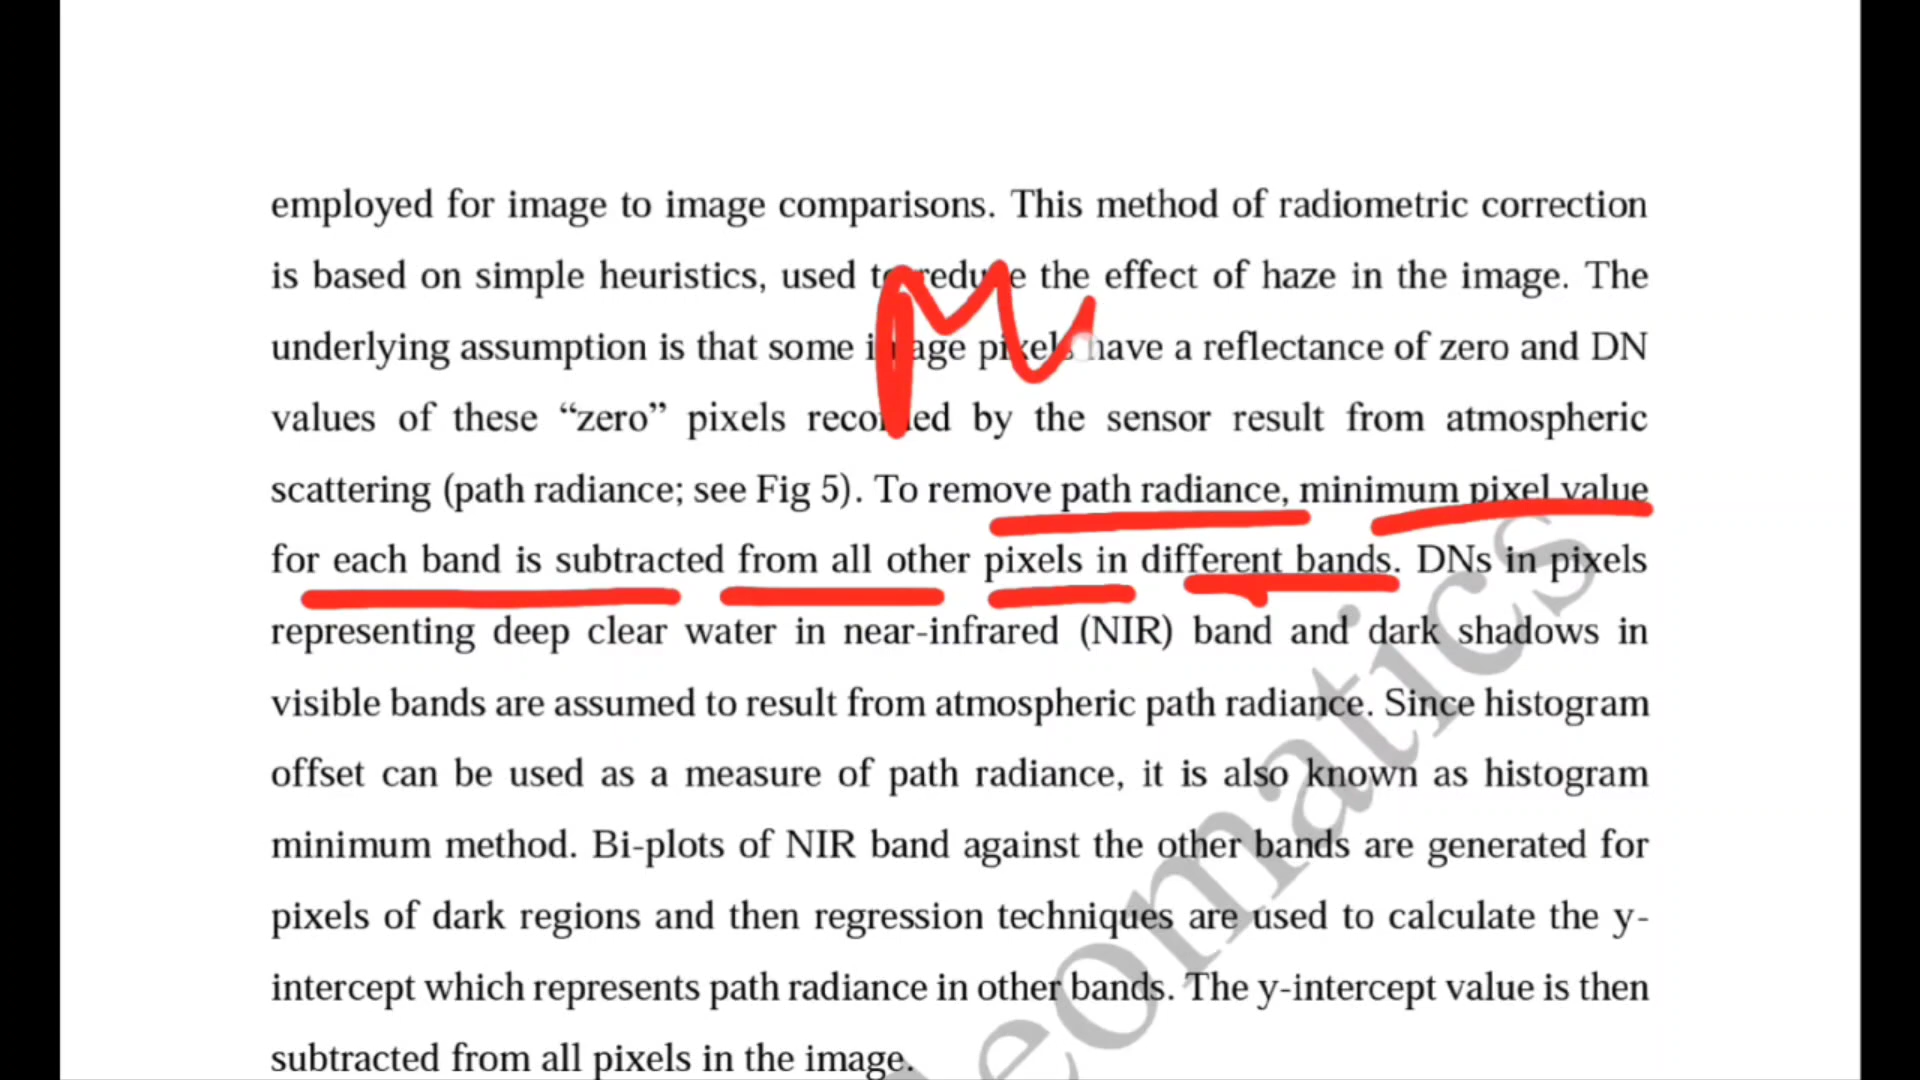 employed for image to image comparisons. This method of radiometric correction
is based on simple heuristics, used to reduce the effect of haze in the image. The
underlying assumption is that some image pixels have a reflectance of zero and DN
values of these “zero” pixels recorded by the sensor result from atmospheric
scattering (path radiance; see Fig 5). To remove path radiance, minimum pixel value
for each band is subtracted from all other pixels in different bands. DNs in pixels
representing deep clear water in near-infrared (NIR) band and dark shadows in
visible bands are assumed to result from atmospheric path radiance. Since histogram
offset can be used as a measure of path radiance, it is also known as histogram
minimum method. Bi-plots of NIR band against the other bands are generated for
pixels of dark regions and then regression techniques are used to calculate the y-
intercept which represents path radiance in other bands. The y-intercept value is then
subtracted from all pixels in the image.
eomatics